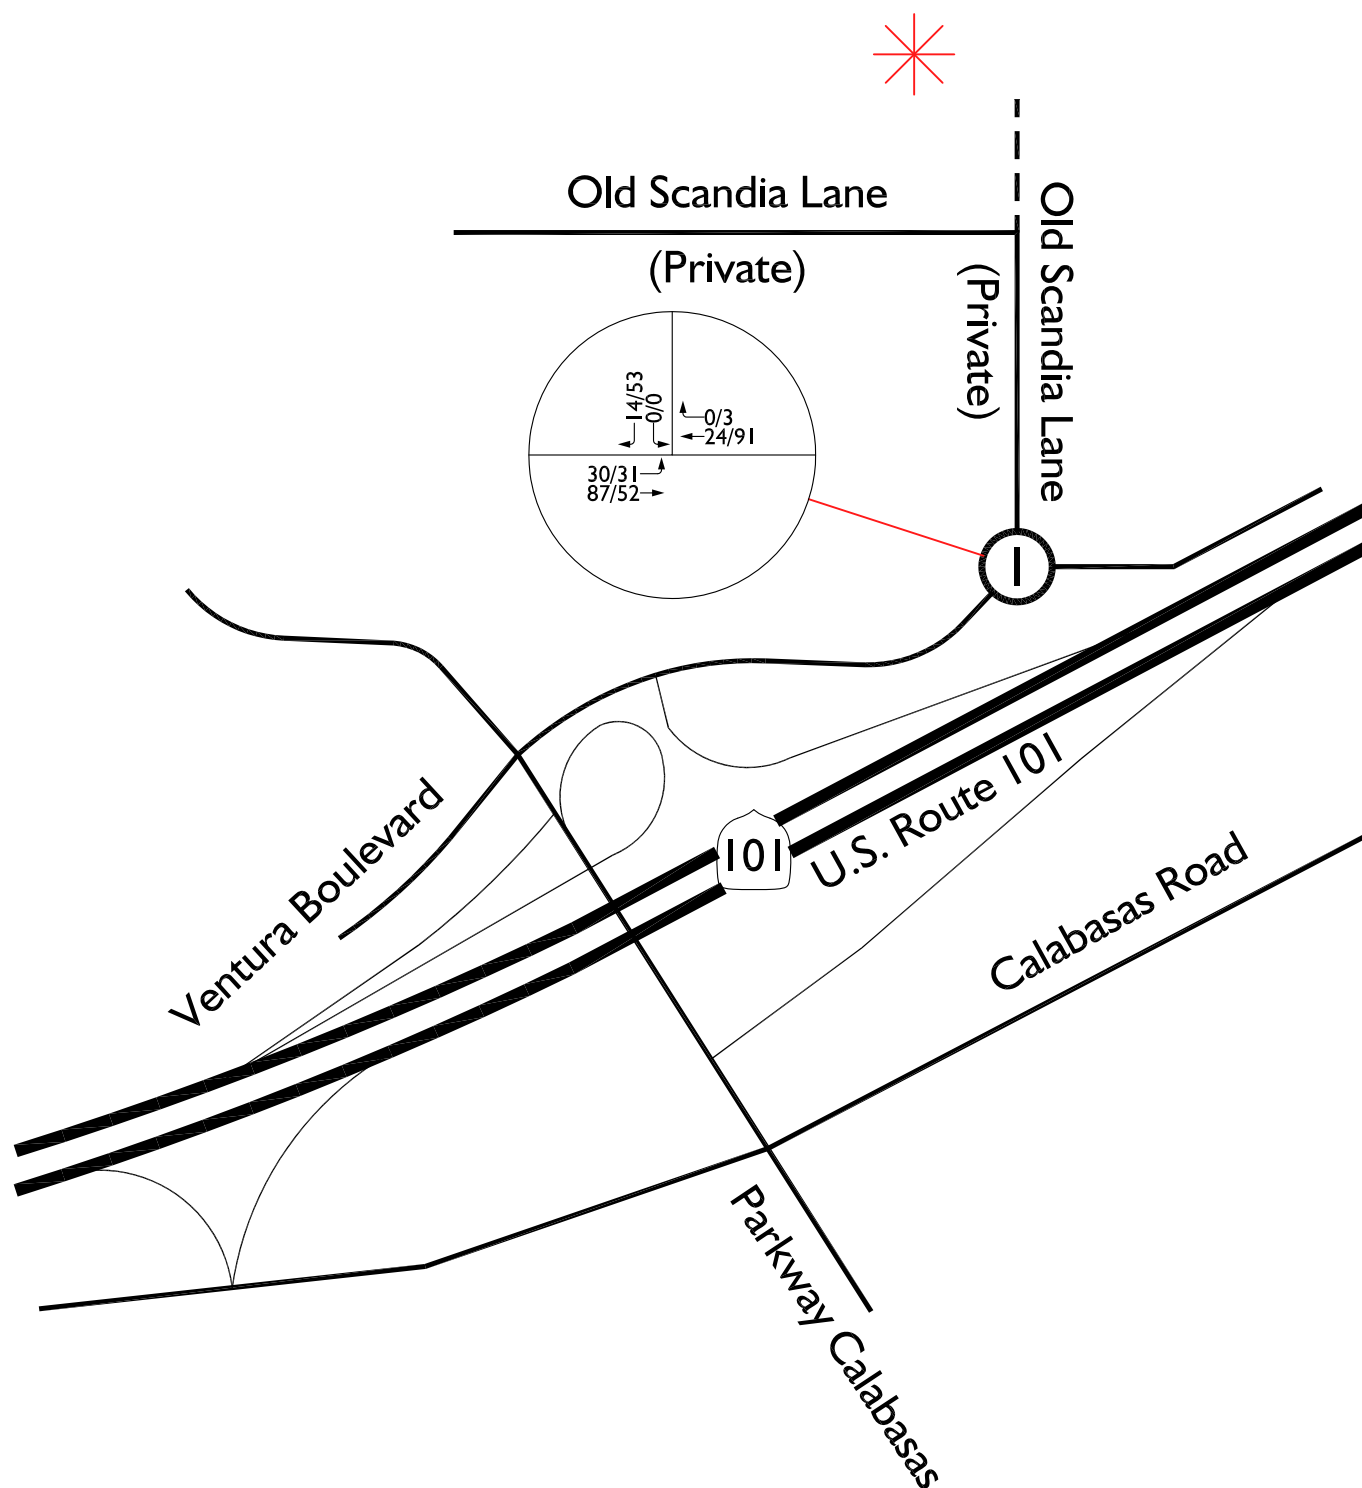 Old Scandia Lane
(Private)
Old Scandia Lane
(Private)
14/53
0/0
0/3
24/91
30/31
87/52
1
Ventura Boulevard
101
U.S. Route 101
Calabasas Road
Parkway Calabasas